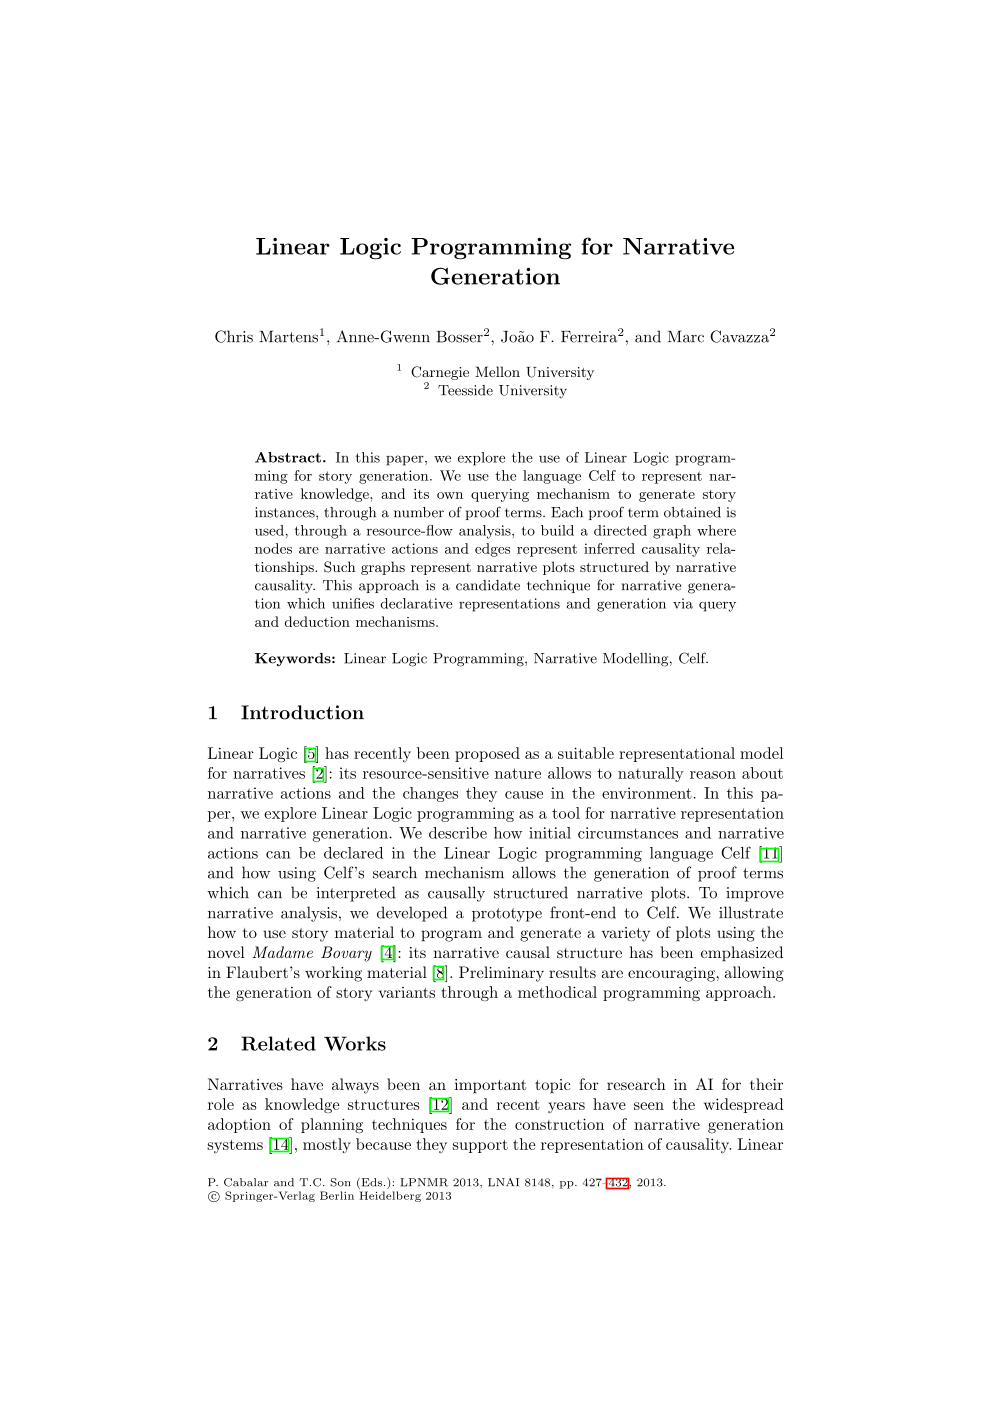 Linear Logic Programming for Narrative
Generation
Chris Martens1, Anne-Gwenn Bosser2, João F. Ferreira2, and Marc Cavazza2
1 Carnegie Mellon University
2 Teesside University
Abstract. In this paper, we explore the use of Linear Logic program-
ming for story generation. We use the language Celf to represent nar-
rative knowledge, and its own querying mechanism to generate story
instances, through a number of proof terms. Each proof term obtained is
used, through a resource-flow analysis, to build a directed graph where
nodes are narrative actions and edges represent inferred causality rela-
tionships. Such graphs represent narrative plots structured by narrative
causality. This approach is a candidate technique for narrative genera-
tion which unifies declarative representations and generation via query
and deduction mechanisms.
Keywords: Linear Logic Programming, Narrative Modelling, Celf.
1 Introduction
Linear Logic [5] has recently been proposed as a suitable representational model
for narratives [2]: its resource-sensitive nature allows to naturally reason about
narrative actions and the changes they cause in the environment. In this pa-
per, we explore Linear Logic programming as a tool for narrative representation
and narrative generation. We describe how initial circumstances and narrative
actions can be declared in the Linear Logic programming language Celf [11]
and how using Celf's search mechanism allows the generation of proof terms
which can be interpreted as causally structured narrative plots. To improve
narrative analysis, we developed a prototype front-end to Celf. We illustrate
how to use story material to program and generate a variety of plots using the
novel Madame Bovary [4]: its narrative causal structure has been emphasized
in Flaubert's working material [8]. Preliminary results are encouraging, allowing
the generation of story variants through a methodical programming approach.
2 Related Works
Narratives have always been an important topic for research in AI for their
role as knowledge structures [12] and recent years have seen the widespread
adoption of planning techniques for the construction of narrative generation
systems [14], mostly because they support the representation of causality. Linear
P. Cabalar and T.C. Son (Eds.): LPNMR 2013, LNAI 8148, pp. 427–432, 2013.
© Springer-Verlag Berlin Heidelberg 2013